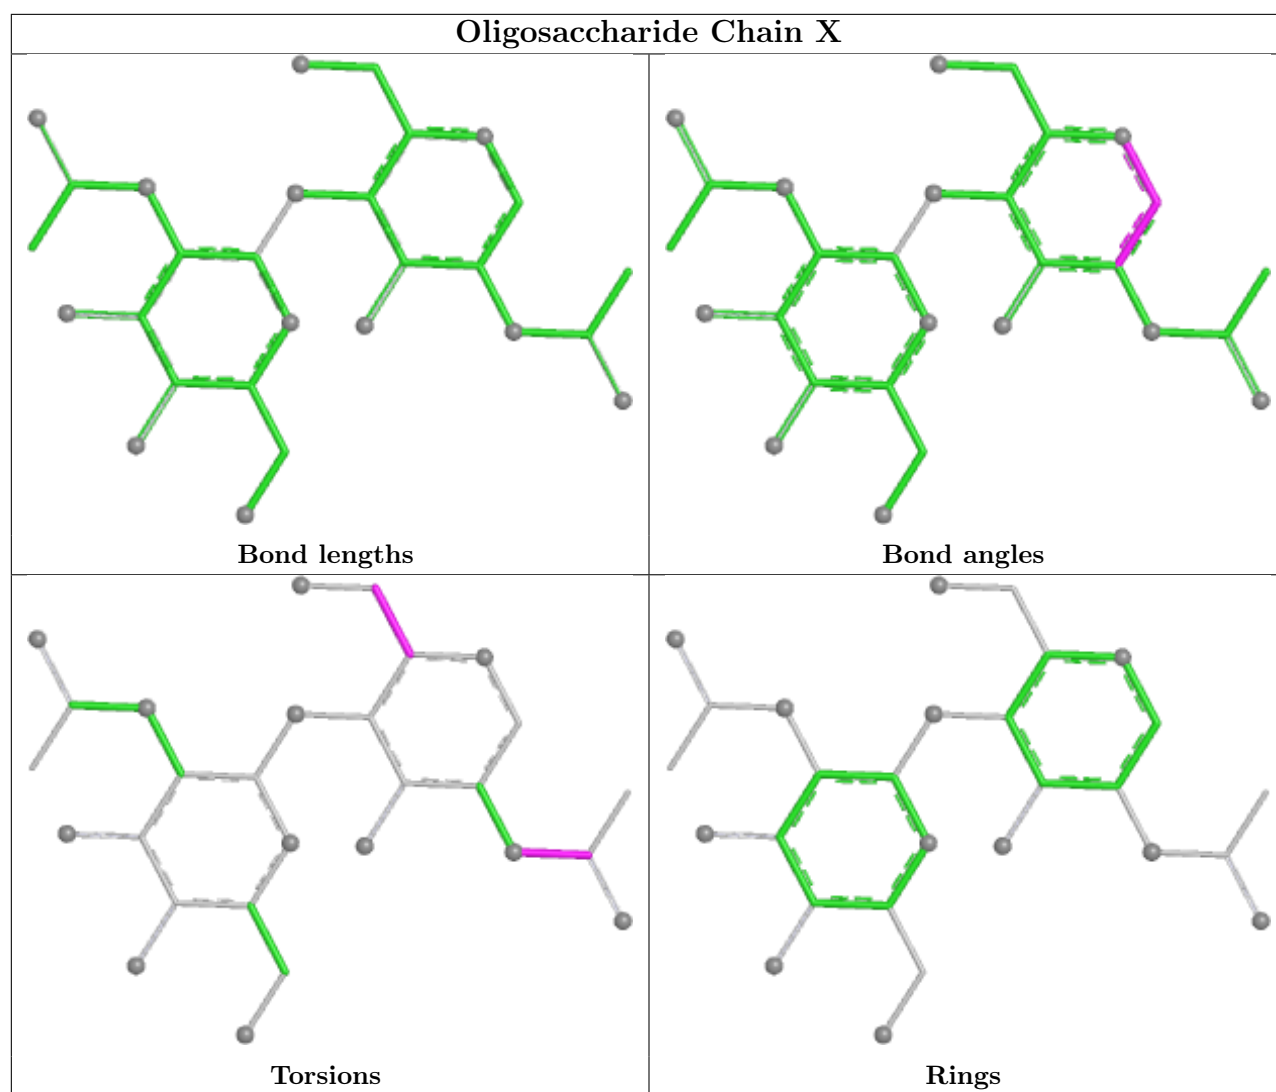 Oligosaccharide Chain X
Bond lengths
Bond angles
Torsions
Rings